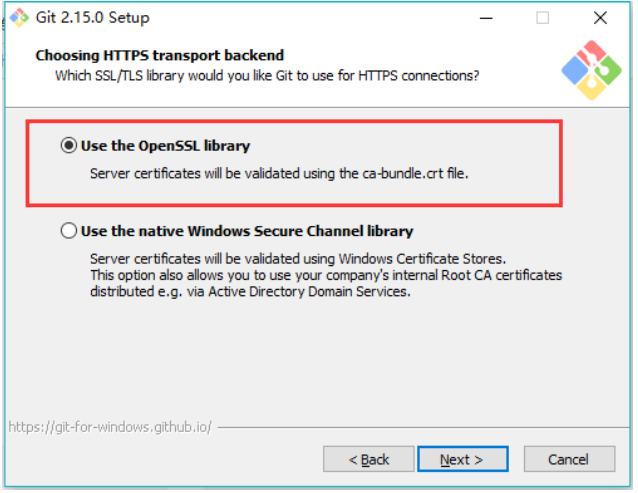 Git 2.15.0 Setup
Choosing HTTPS transport backend
Which SSL/TLS library would you like Git to use for HTTPS connections?
Use the OpenSSL library
Server certificates will be validated using the ca-bundle.crt file.
Use the native Windows Secure Channel library
Server certificates will be validated using Windows Certificate Stores.
This option also allows you to use your company's internal Root CA certificates
distributed e.g. via Active Directory Domain Services.
https://git-for-windows.github.io/
< Back
Next >
Cancel